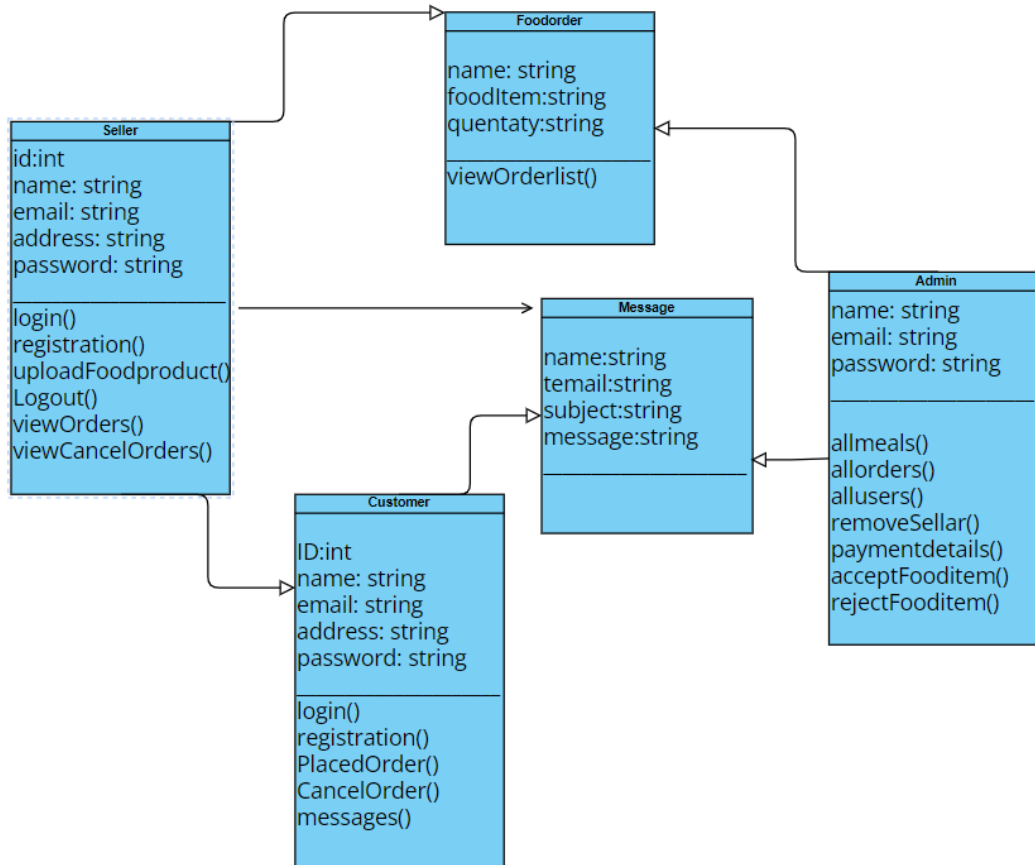 Foodorder
name: string
foodItem:string
quentaty:string
viewOrderlist()
Seller
id:int
name: string
email: string
address: string
password: string
login()
registration()
uploadFoodproduct()
Logout()
viewOrders()
viewCancelOrders()
Message
name:string
temail:string
subject:string
message:string
Admin
name: string
email: string
password: string
allmeals()
allorders()
allusers()
removeSellar()
paymentdetails()
acceptFooditem()
rejectFooditem()
Customer
ID:int
name: string
email: string
address: string
password: string
login()
registration()
PlacedOrder()
CancelOrder()
messages()